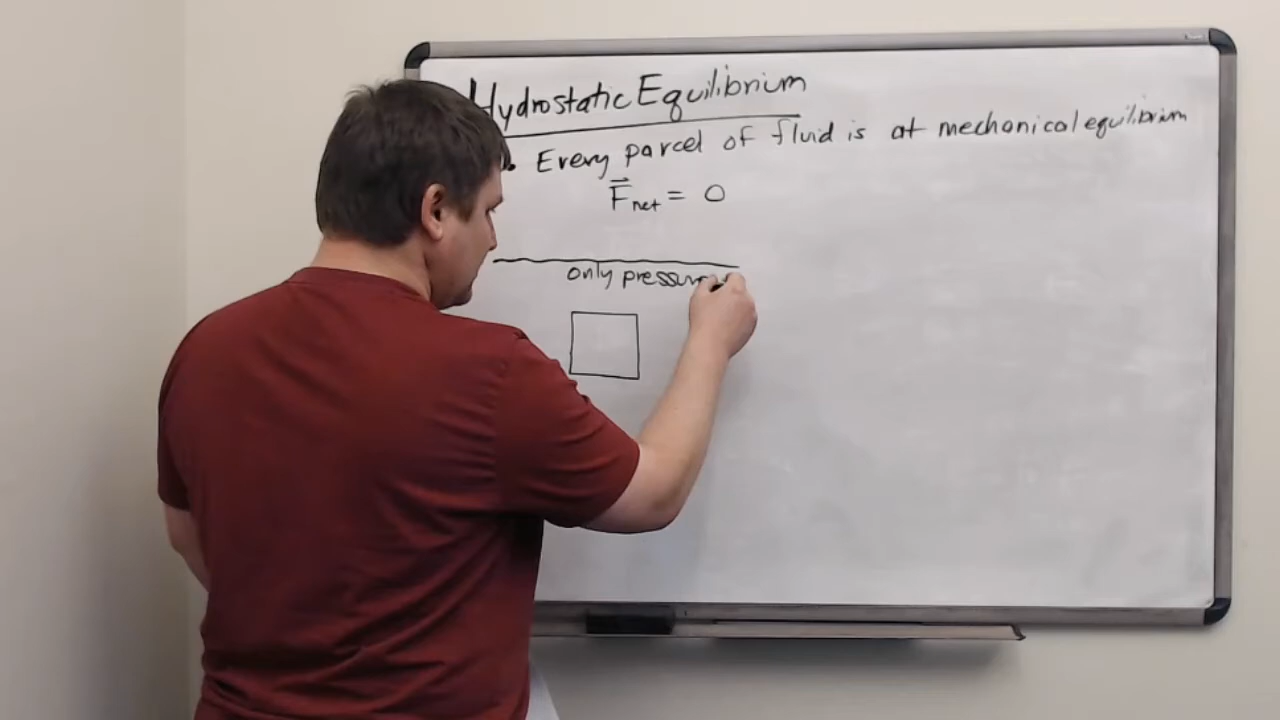 Hydrostatic Equilibrium
. Every parcel of fluid is at mechanical equilibrium
F⃗net = 0
only pressure